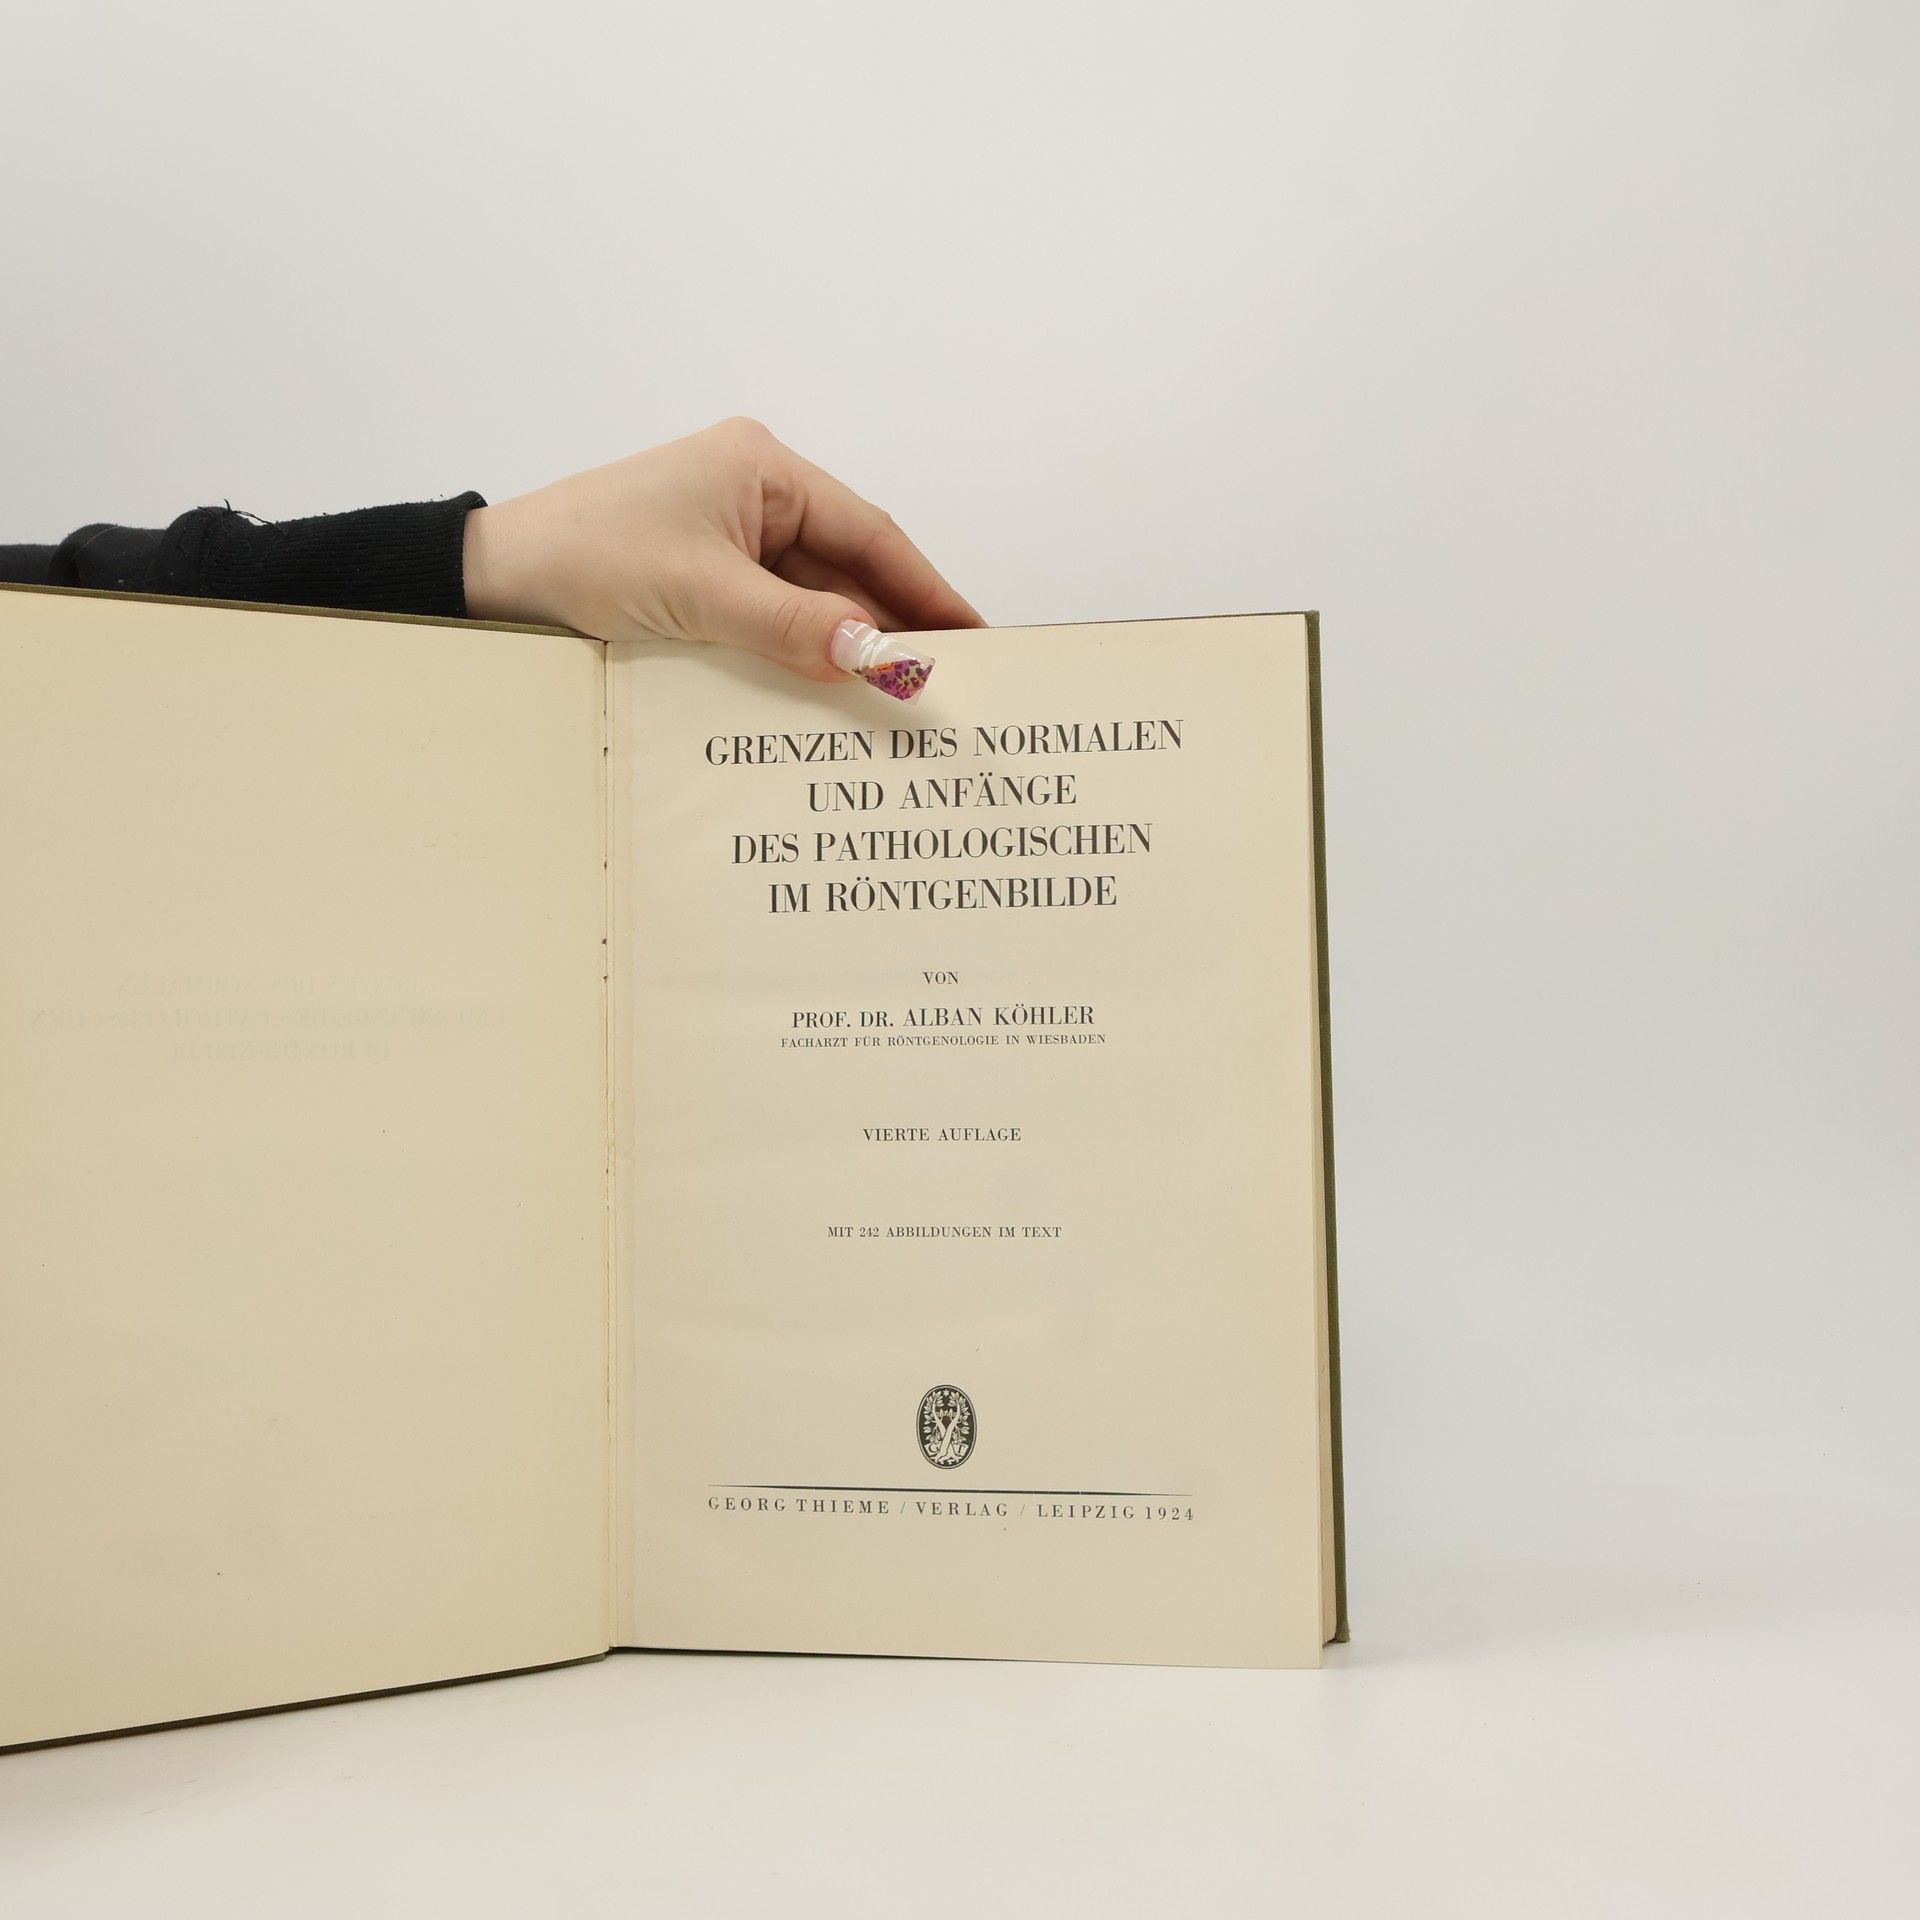 GRENZEN DES NORMALEN
UND ANFÄNGE
DES PATHOLOGISCHEN
IM RÖNTGENBILDE
VON
PROF. DR. ALBAN KÖHLER
FACHARZT FÜR RÖNTGENOLOGIE IN WIESBADEN
VIERTE AUFLAGE
MIT 242 ABBILDUNGEN IM TEXT
G T
GEORG THIEME / VERLAG / LEIPZIG 1924